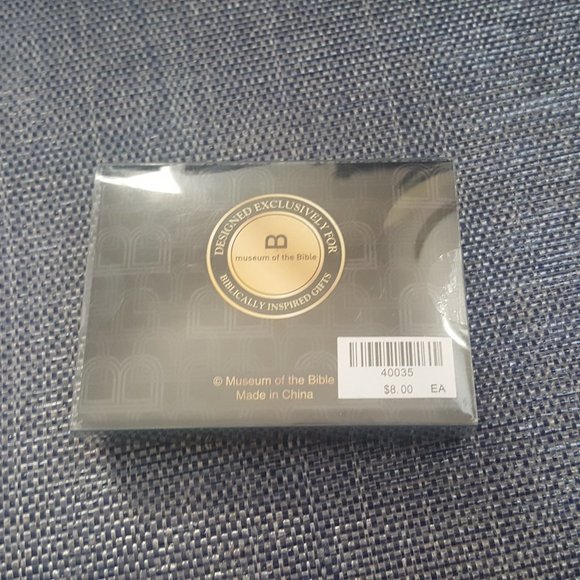 DESIGNED EXCLUSIVELY FOR
B
museum of the Bible
BIBLICALLY INSPIRED GIFTS
© Museum of the Bible
Made in China
40035
$8.00 EA